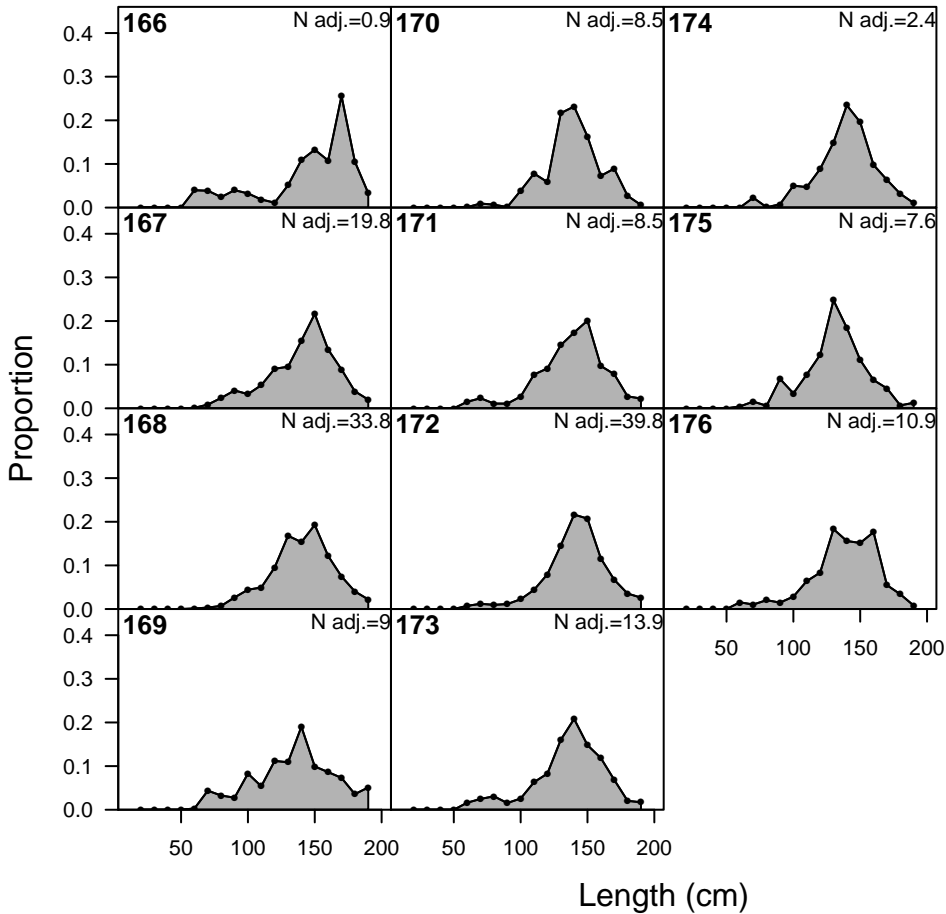 166 N adj.=0.9 170 N adj.=8.5 174 N adj.=2.4
0.4
0.3
0.2
0.1
0.0
167 N adj.=19.8 171 N adj.=8.5 175 N adj.=7.6
0.4
0.3
0.2
0.1
0.0
168 N adj.=33.8 172 N adj.=39.8 176 N adj.=10.9
0.4
0.3
0.2
0.1
0.0
169 N adj.=9 173 N adj.=13.9
50 100 150 200
0.4
0.3
0.2
0.1
0.0
50 100 150 200 50 100 150 200
Proportion
Length (cm)